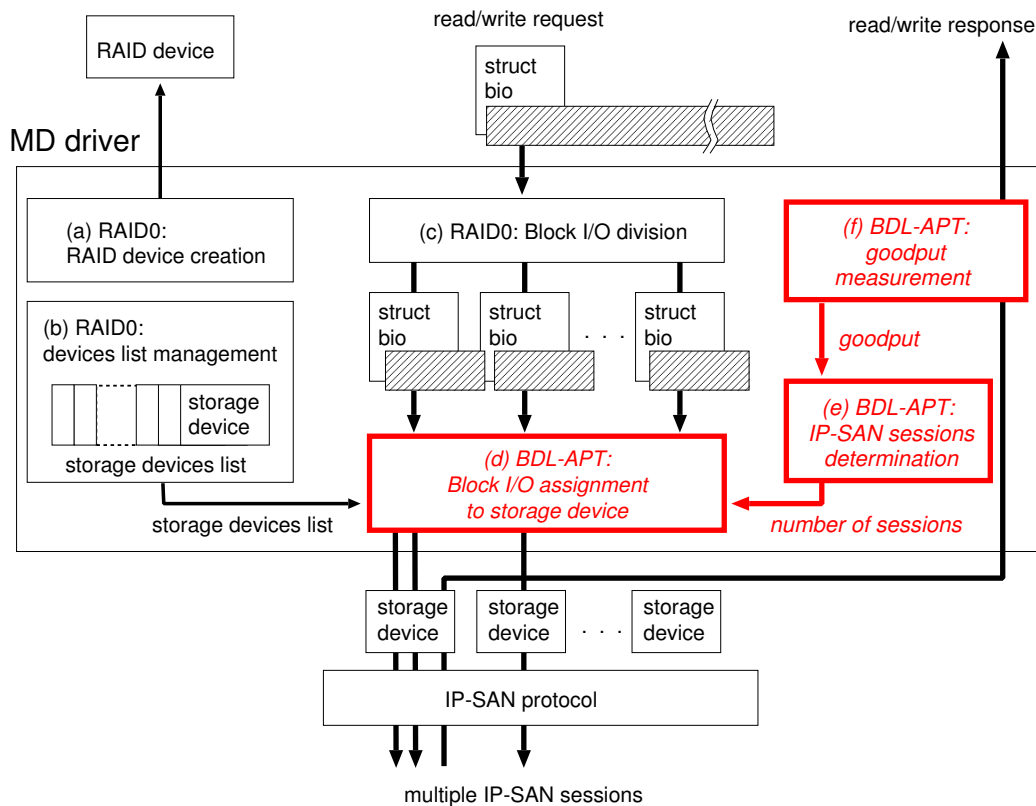 read/write request
read/write response
RAID device
struct
bio
MD driver
(a) RAID0:
RAID device creation
(c) RAID0: Block I/O division
(f) BDL-APT:
goodput
measurement
(b) RAID0:
devices list management
storage
device
storage devices list
struct
bio
struct
bio
. . .
struct
bio
goodput
(e) BDL-APT:
IP-SAN sessions
determination
(d) BDL-APT:
Block I/O assignment
to storage device
storage devices list
number of sessions
storage
device
storage
device
. . .
storage
device
IP-SAN protocol
multiple IP-SAN sessions